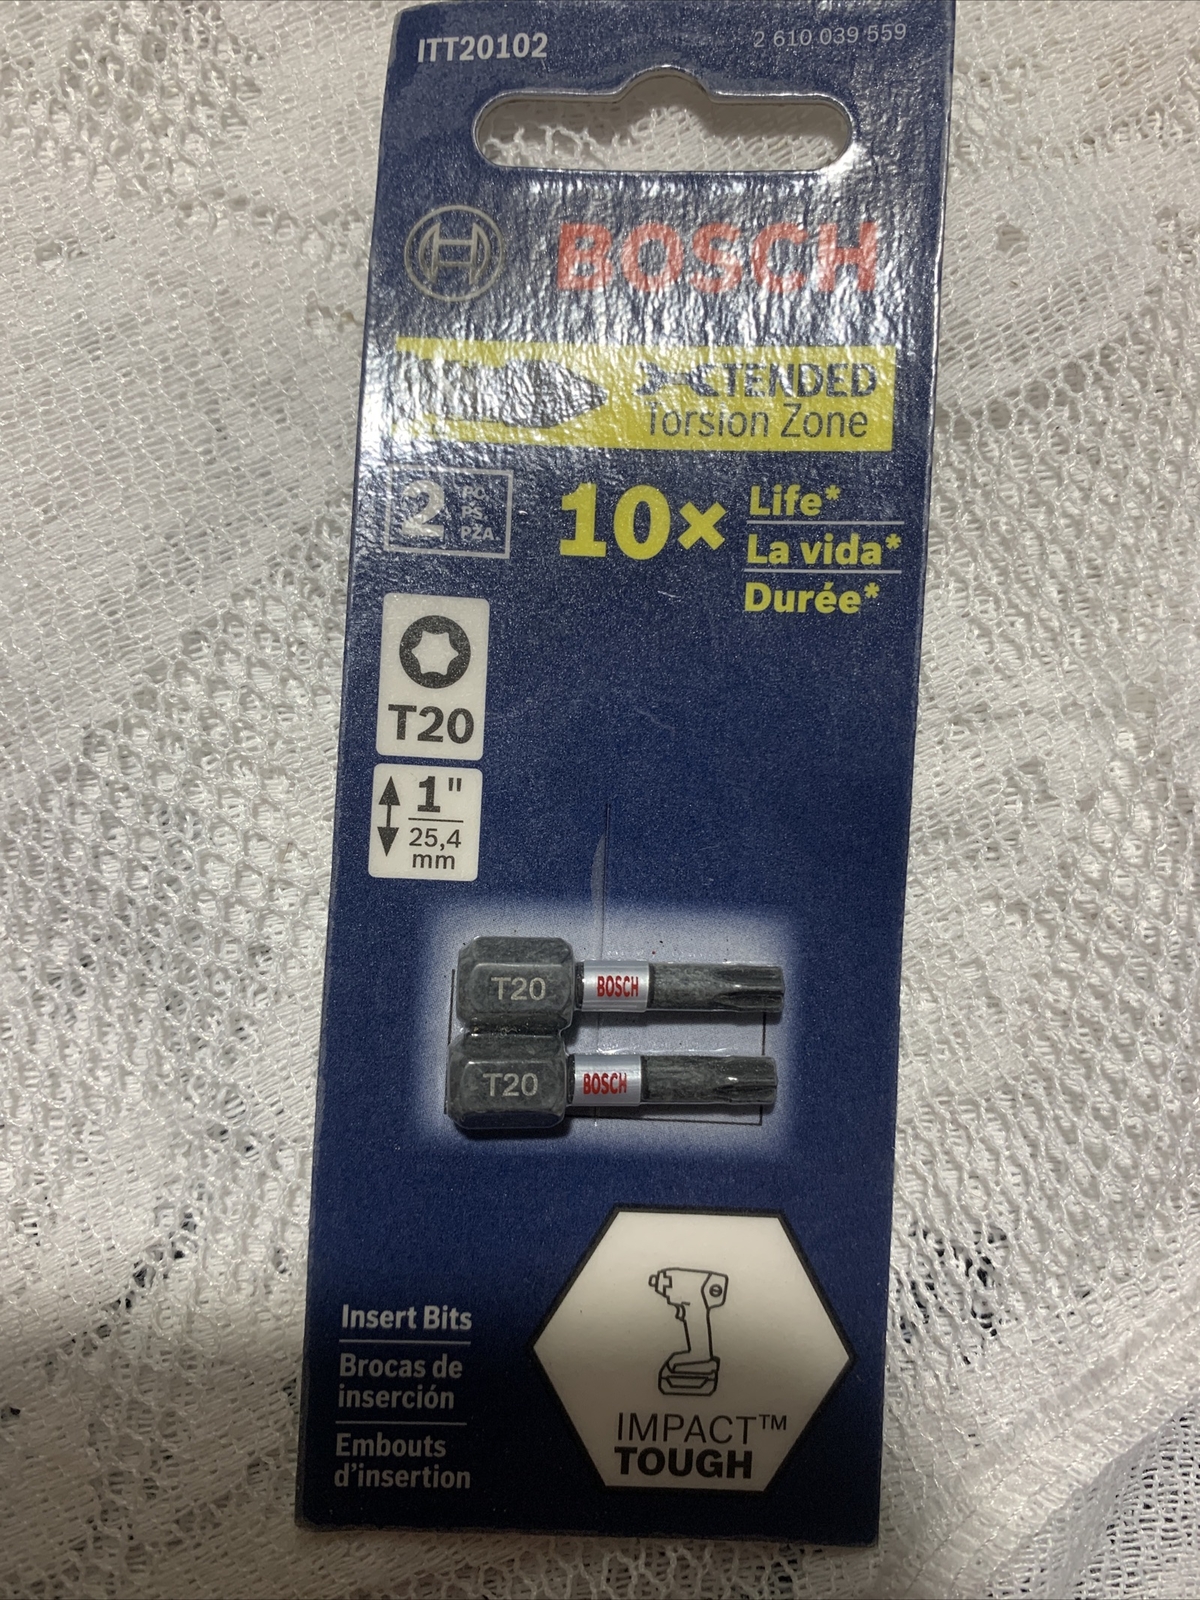 ITT20102
2 610 039 559
BOSCH
EXTENDED
Torsion Zone
2 PC
PS
PZA
10×
Life*
La vida*
Durée*
T20
1"
25,4
mm
T20
BOSCH
T20
BOSCH
Insert Bits
Brocas de
inserción
Embouts
d'insertion
IMPACT™
TOUGH